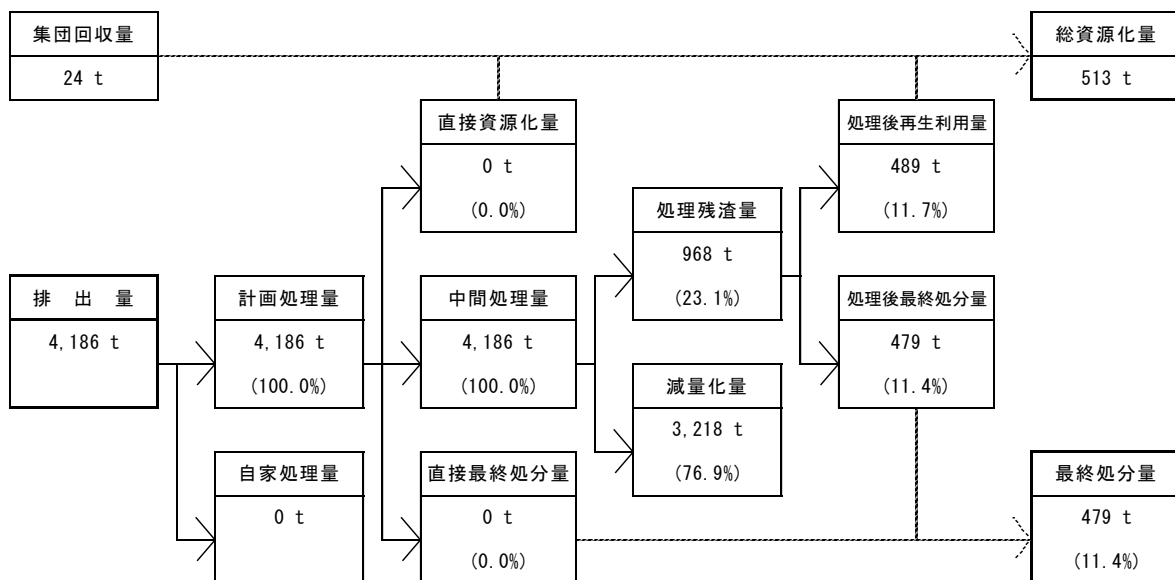 集団回収量
24 t
総資源化量
513 t
直接資源化量
0 t
(0.0%)
処理後再生利用量
489 t
(11.7%)
処理残渣量
968 t
(23.1%)
排 出 量
4,186 t
計画処理量
4,186 t
(100.0%)
中間処理量
4,186 t
(100.0%)
処理後最終処分量
479 t
(11.4%)
減量化量
3,218 t
(76.9%)
自家処理量
0 t
直接最終処分量
0 t
(0.0%)
最終処分量
479 t
(11.4%)